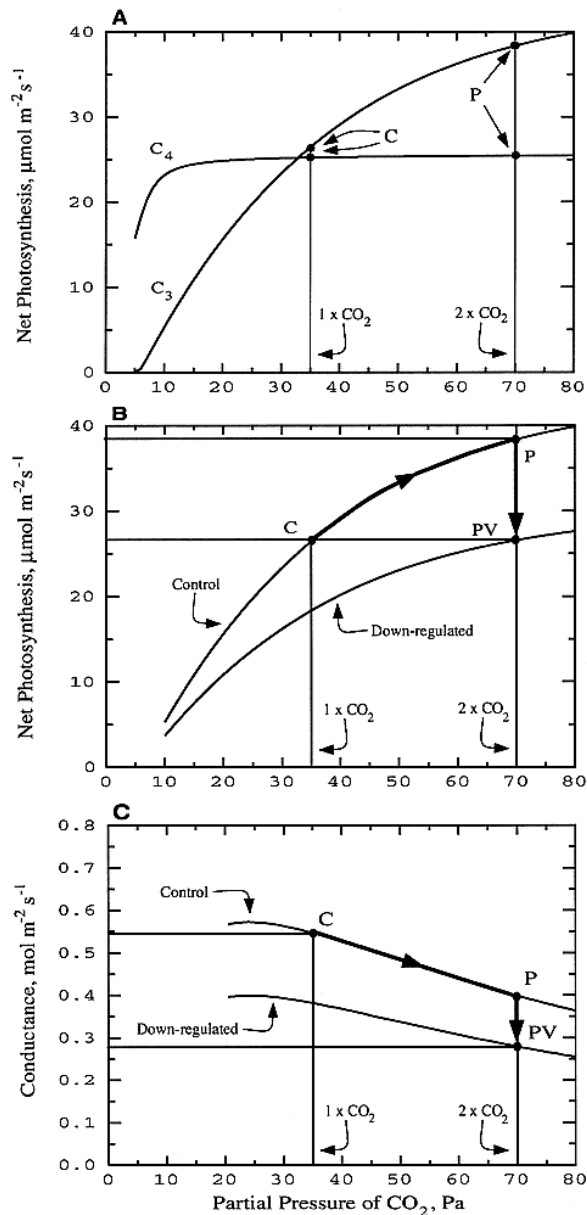 A
Net Photosynthesis, μmol m⁻²s⁻¹
40
30
20
10
0
C₄
C₃
C
P
1 x CO₂
2 x CO₂
0 10 20 30 40 50 60 70 80
B
Net Photosynthesis, μmol m⁻²s⁻¹
40
30
20
10
0
C
P
PV
Control
Down-regulated
1 x CO₂
2 x CO₂
0 10 20 30 40 50 60 70 80
C
Conductance, mol m⁻²s⁻¹
0.8
0.7
0.6
0.5
0.4
0.3
0.2
0.1
0.0
Control
C
P
Down-regulated
PV
1 x CO₂
2 x CO₂
0 10 20 30 40 50 60 70 80
Partial Pressure of CO₂, Pa